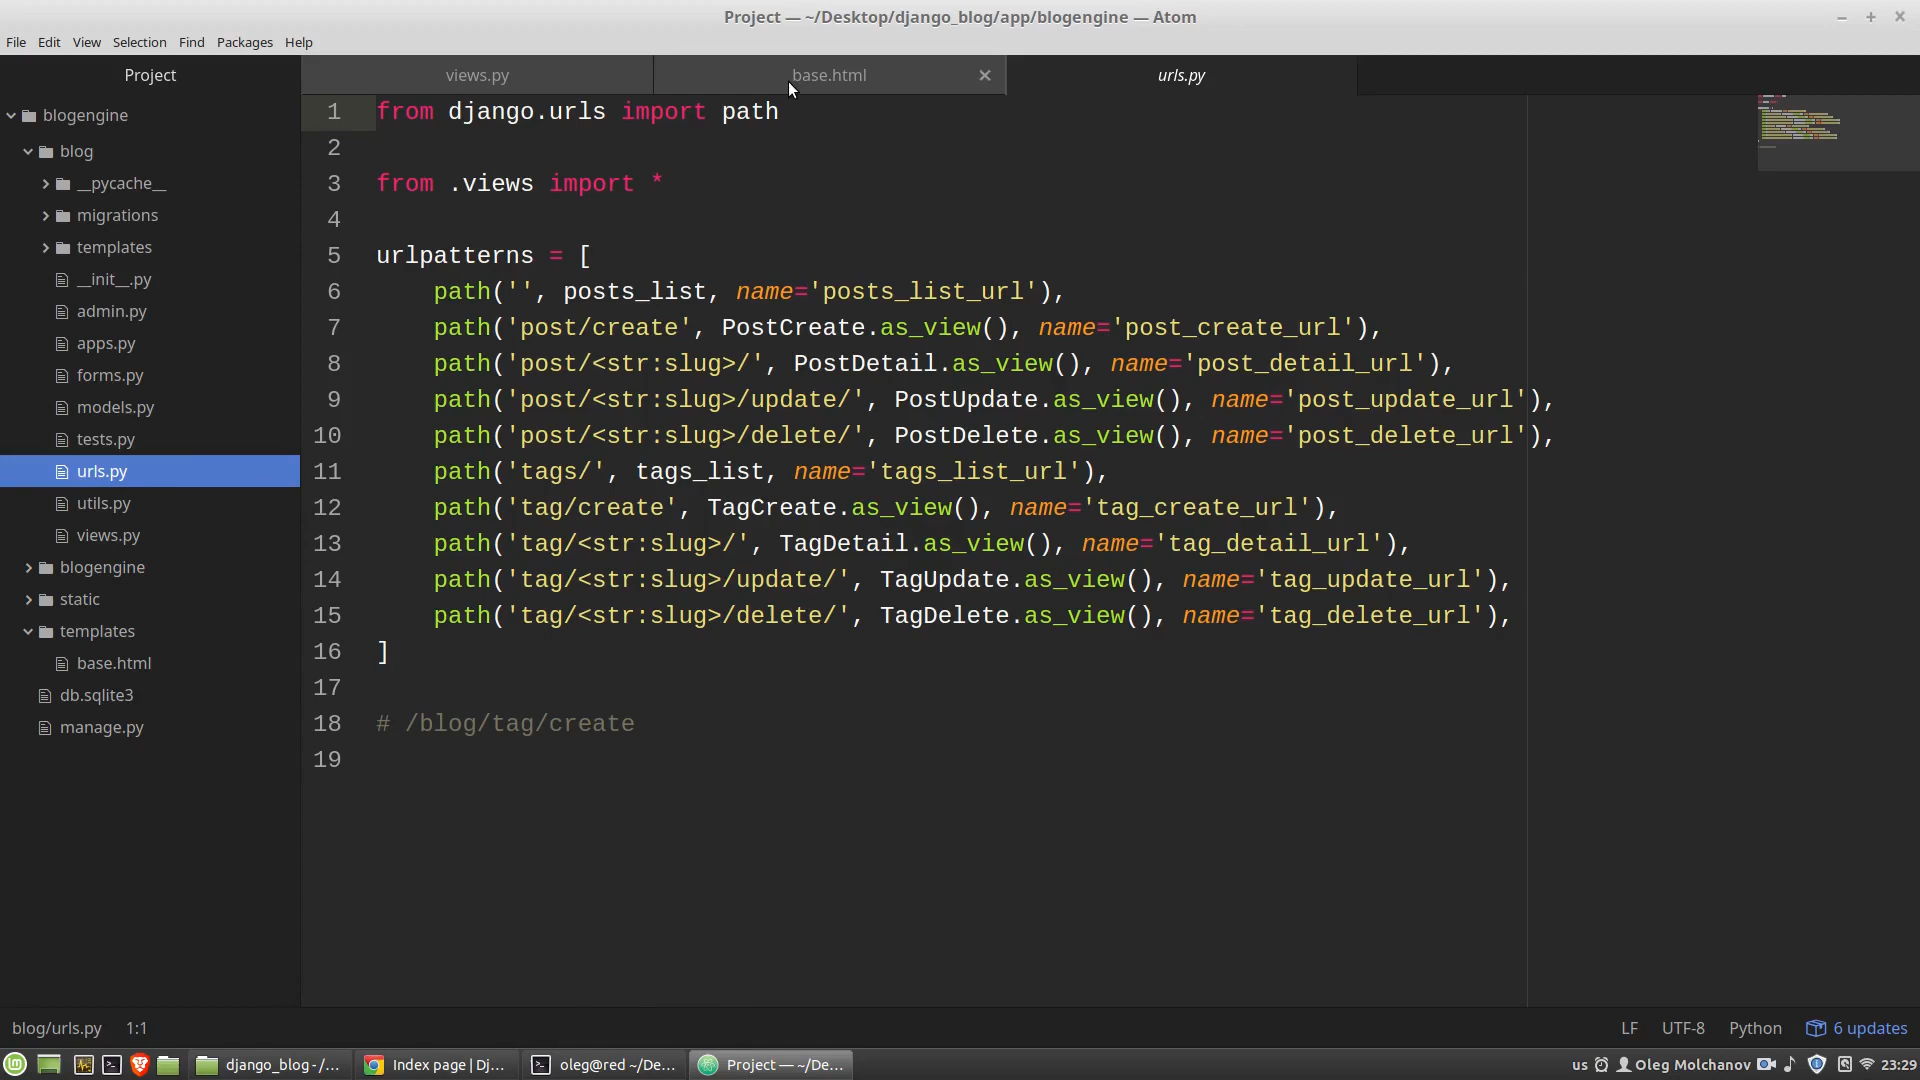 Project — ~/Desktop/django_blog/app/blogengine — Atom
File Edit View Selection Find Packages Help
Project
views.py
base.html
urls.py
blogengine
blog
__pycache__
migrations
templates
__init__.py
admin.py
apps.py
forms.py
models.py
tests.py
urls.py
utils.py
views.py
blogengine
static
templates
base.html
db.sqlite3
manage.py
1 from django.urls import path
2
3 from .views import *
4
5 urlpatterns = [
6     path('', posts_list, name='posts_list_url'),
7     path('post/create', PostCreate.as_view(), name='post_create_url'),
8     path('post/<str:slug>/', PostDetail.as_view(), name='post_detail_url'),
9     path('post/<str:slug>/update/', PostUpdate.as_view(), name='post_update_url'),
10     path('post/<str:slug>/delete/', PostDelete.as_view(), name='post_delete_url'),
11     path('tags/', tags_list, name='tags_list_url'),
12     path('tag/create', TagCreate.as_view(), name='tag_create_url'),
13     path('tag/<str:slug>/', TagDetail.as_view(), name='tag_detail_url'),
14     path('tag/<str:slug>/update/', TagUpdate.as_view(), name='tag_update_url'),
15     path('tag/<str:slug>/delete/', TagDelete.as_view(), name='tag_delete_url'),
16 ]
17
18 # /blog/tag/create
19
blog/urls.py 1:1 LF UTF-8 Python 6 updates
django_blog - /... Index page | Dj... oleg@red ~/De... Project — ~/De... us Oleg Molchanov 23:29